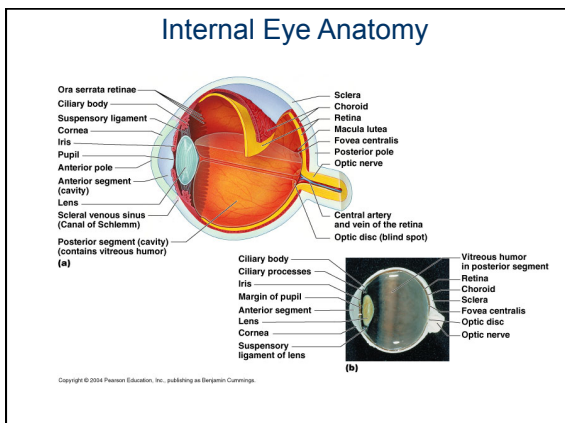 Internal Eye Anatomy
Ora serrata retinae
Ciliary body
Suspensory ligament
Cornea
Iris
Pupil
Anterior pole
Anterior segment
(cavity)
Lens
Scleral venous sinus
(Canal of Schlemm)
Posterior segment (cavity)
(contains vitreous humor)
(a)
Sclera
Choroid
Retina
Macula lutea
Fovea centralis
Posterior pole
Optic nerve
Central artery
and vein of the retina
Optic disc (blind spot)
Ciliary body
Ciliary processes
Iris
Margin of pupil
Anterior segment
Lens
Cornea
Suspensory
ligament of lens
Vitreous humor
in posterior segment
Retina
Choroid
Sclera
Fovea centralis
Optic disc
Optic nerve
(b)
Copyright © 2004 Pearson Education, Inc., publishing as Benjamin Cummings.